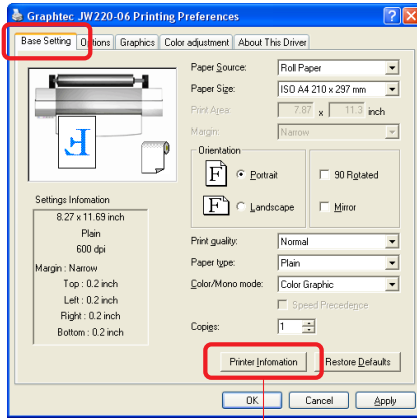 Graphtec JW220-06 Printing Preferences
Base Setting Options Graphics Color adjustment About This Driver
Paper Source: Roll Paper
Paper Size: ISO A4 210 x 297 mm
Print Area: 7.87 x 11.3 inch
Margin: Narrow
Orientation
F Portrait
F Landscape
90 Rotated
Mirror
F
Settings Infomation
8.27 x 11.69 inch
Plain
600 dpi
Margin : Narrow
Top : 0.2 inch
Left : 0.2 inch
Right : 0.2 inch
Bottom : 0.2 inch
Print quality: Normal
Paper type: Plain
Color/Mono mode: Color Graphic
Speed Precedence
Copies: 1
Printer Infomation Restore Defaults
OK Cancel Apply